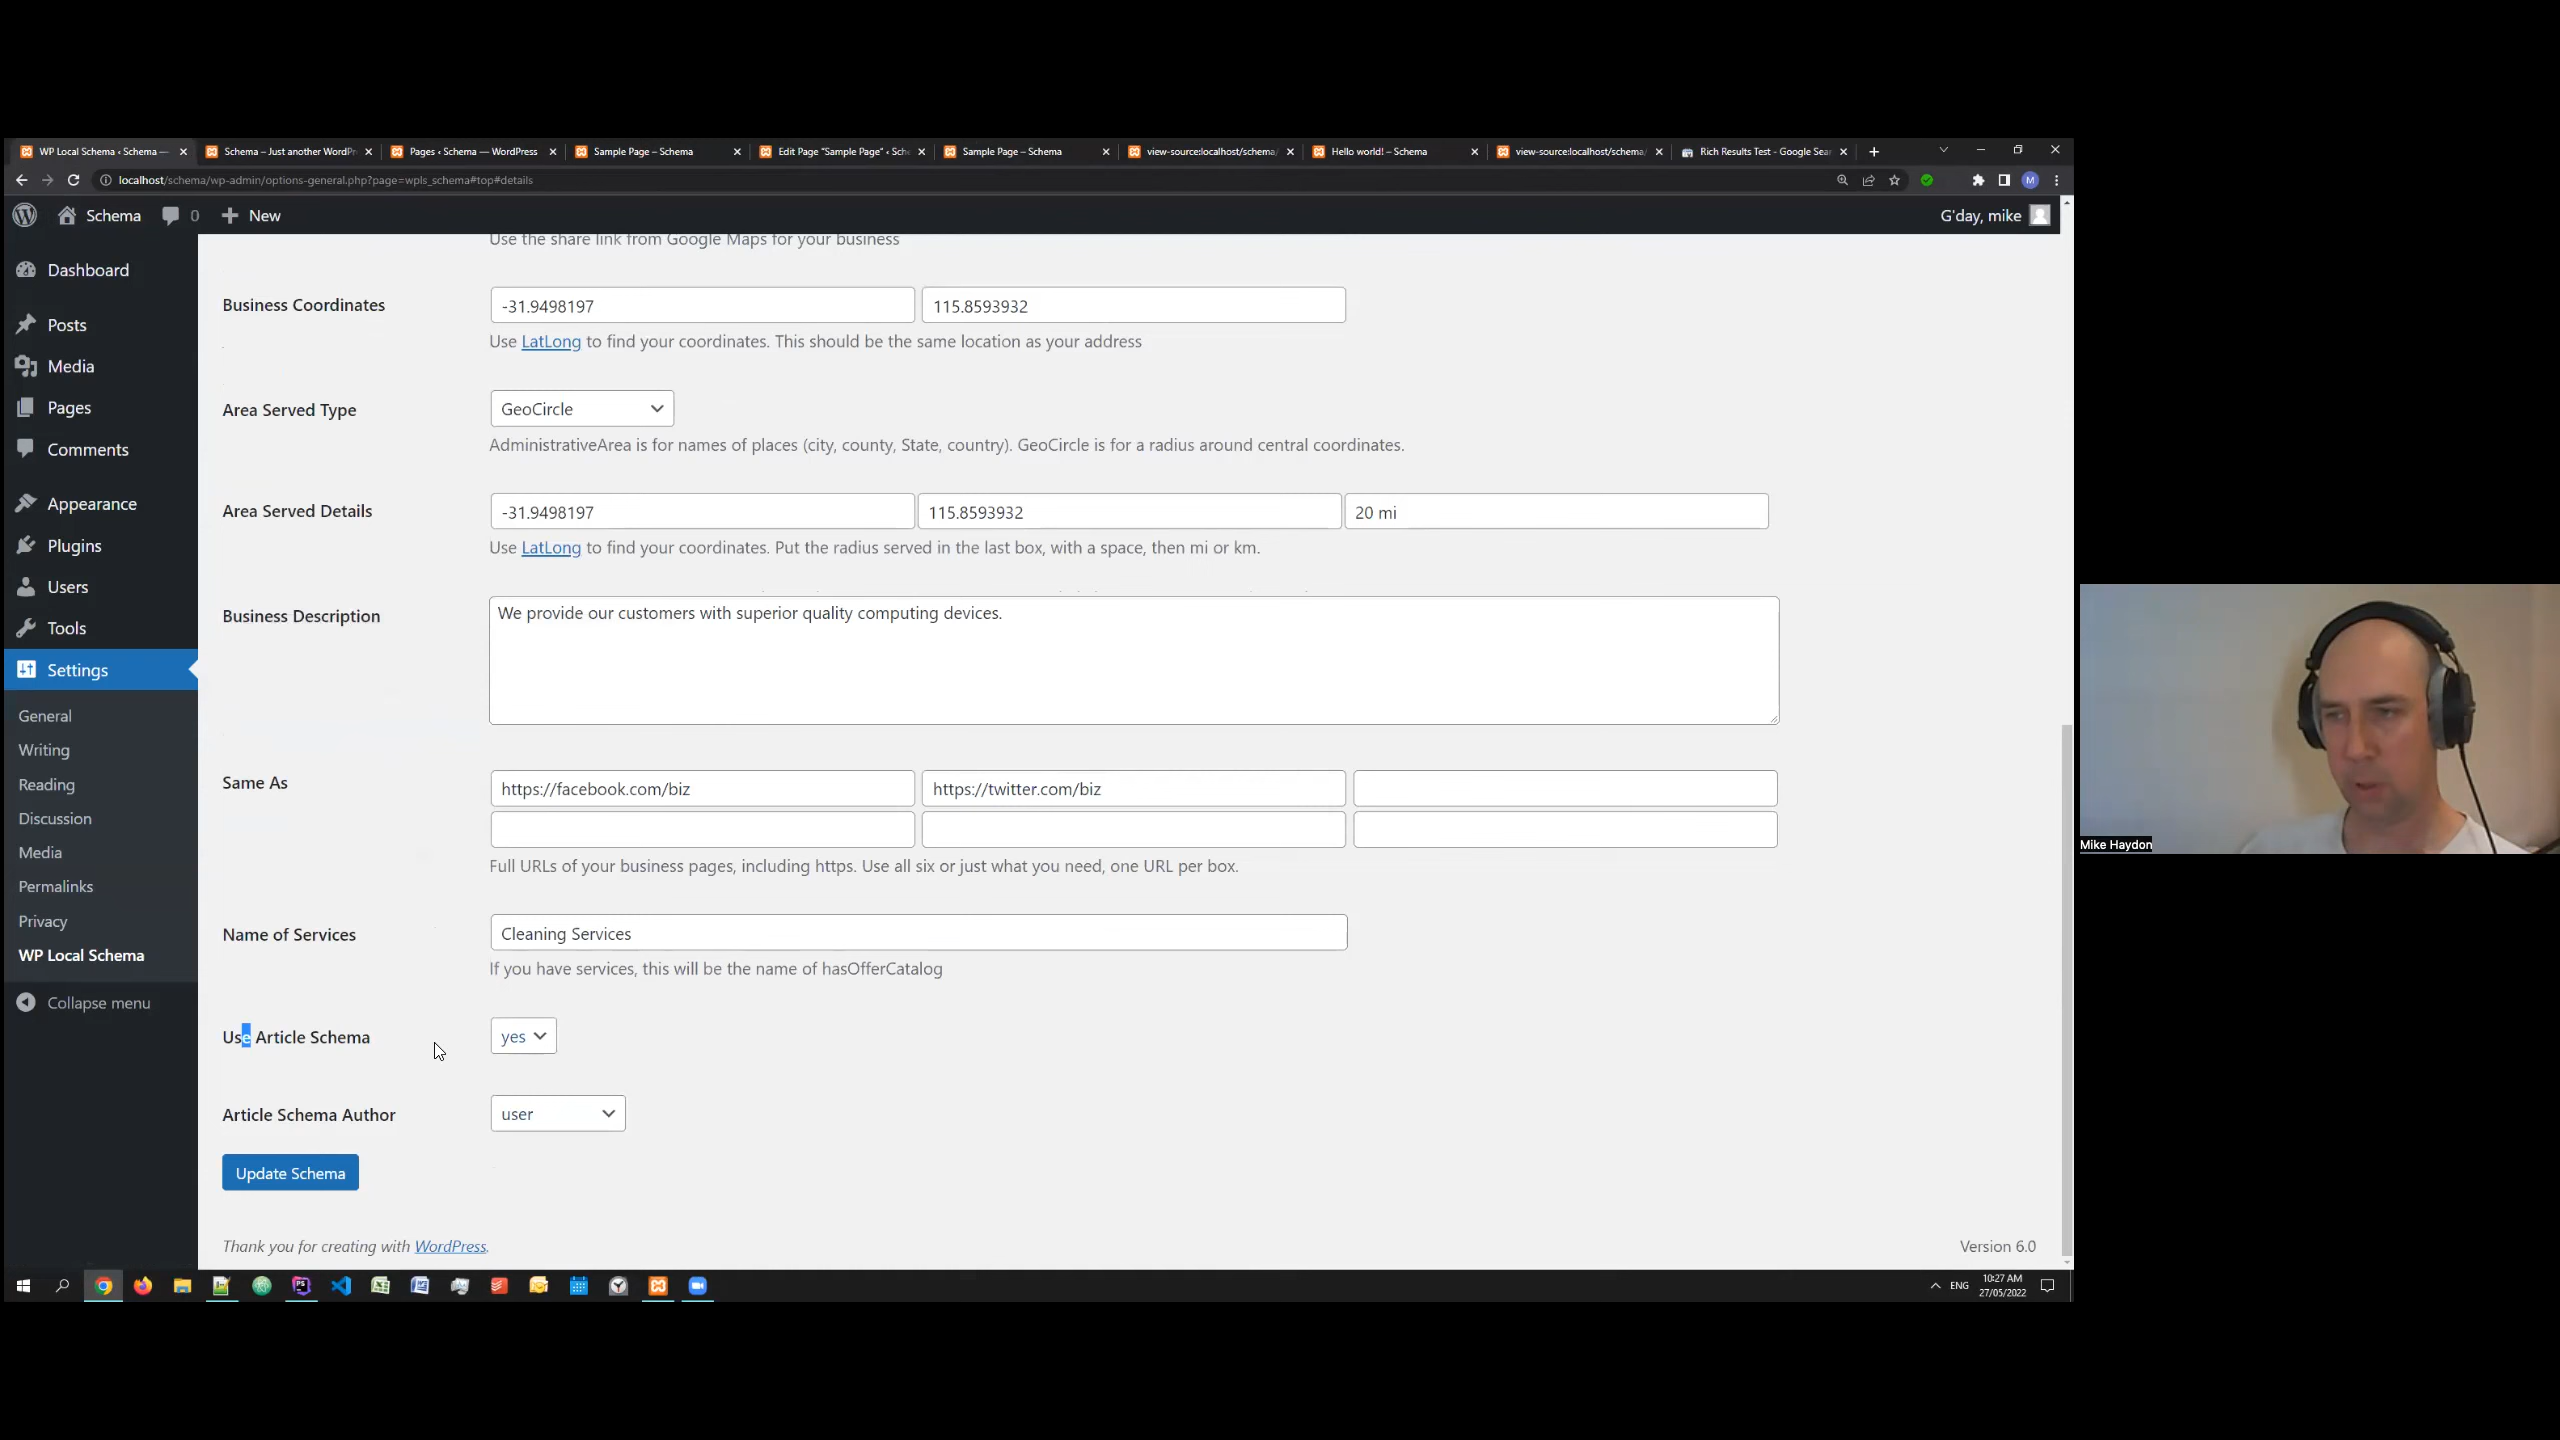 WP Local Schema ‹ Schema —
Schema – Just another WordPr
Pages ‹ Schema — WordPress
Sample Page – Schema
Edit Page "Sample Page" ‹ Sch
Sample Page – Schema
view-source:localhost/schema/
Hello world! – Schema
view-source:localhost/schema/
Rich Results Test - Google Sear
localhost/schema/wp-admin/options-general.php?page=wpls_schema#top#details
M
Schema
0
New
G'day, mike
Dashboard
Posts
Media
Pages
Comments
Appearance
Plugins
Users
Tools
Settings
General
Writing
Reading
Discussion
Media
Permalinks
Privacy
WP Local Schema
Collapse menu
Use the share link from Google Maps for your business
Business Coordinates
-31.9498197
115.8593932
Use LatLong to find your coordinates. This should be the same location as your address
Area Served Type
GeoCircle
AdministrativeArea is for names of places (city, county, State, country). GeoCircle is for a radius around central coordinates.
Area Served Details
-31.9498197
115.8593932
20 mi
Use LatLong to find your coordinates. Put the radius served in the last box, with a space, then mi or km.
Business Description
We provide our customers with superior quality computing devices.
Same As
https://facebook.com/biz
https://twitter.com/biz
Full URLs of your business pages, including https. Use all six or just what you need, one URL per box.
Name of Services
Cleaning Services
If you have services, this will be the name of hasOfferCatalog
Use Article Schema
yes
Article Schema Author
user
Update Schema
Thank you for creating with WordPress.
Version 6.0
ENG
10:27 AM
27/05/2022
Mike Haydon